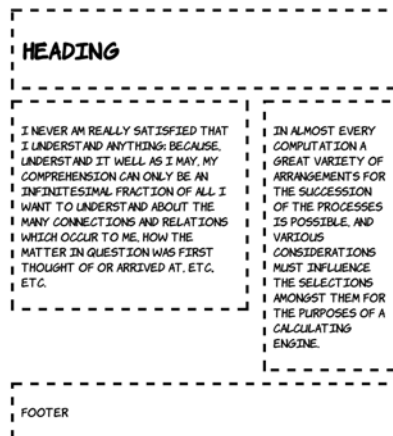 HEADING
I NEVER AM REALLY SATISFIED THAT
I UNDERSTAND ANYTHING; BECAUSE,
UNDERSTAND IT WELL AS I MAY, MY
COMPREHENSION CAN ONLY BE AN
INFINITESIMAL FRACTION OF ALL I
WANT TO UNDERSTAND ABOUT THE
MANY CONNECTIONS AND RELATIONS
WHICH OCCUR TO ME, HOW THE
MATTER IN QUESTION WAS FIRST
THOUGHT OF OR ARRIVED AT, ETC.,
ETC.
IN ALMOST EVERY
COMPUTATION A
GREAT VARIETY OF
ARRANGEMENTS FOR
THE SUCCESSION
OF THE PROCESSES
IS POSSIBLE, AND
VARIOUS
CONSIDERATIONS
MUST INFLUENCE
THE SELECTIONS
AMONGST THEM FOR
THE PURPOSES OF A
CALCULATING
ENGINE.
FOOTER